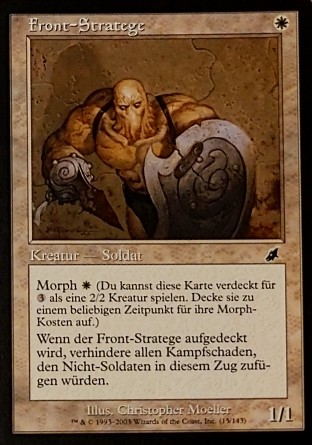 Front-Stratege
Kreatur — Soldat
Morph (Du kannst diese Karte verdeckt für
3 als eine 2/2 Kreatur spielen. Decke sie zu
einem beliebigen Zeitpunkt für ihre Morph-
Kosten auf.)
Wenn der Front-Stratege aufgedeckt
wird, verhindere allen Kampfschaden,
den Nicht-Soldaten in diesem Zug zufü-
gen würden.
Illus. Christopher Moeller
™ & © 1993-2003 Wizards of the Coast, Inc. (15/143)
1/1